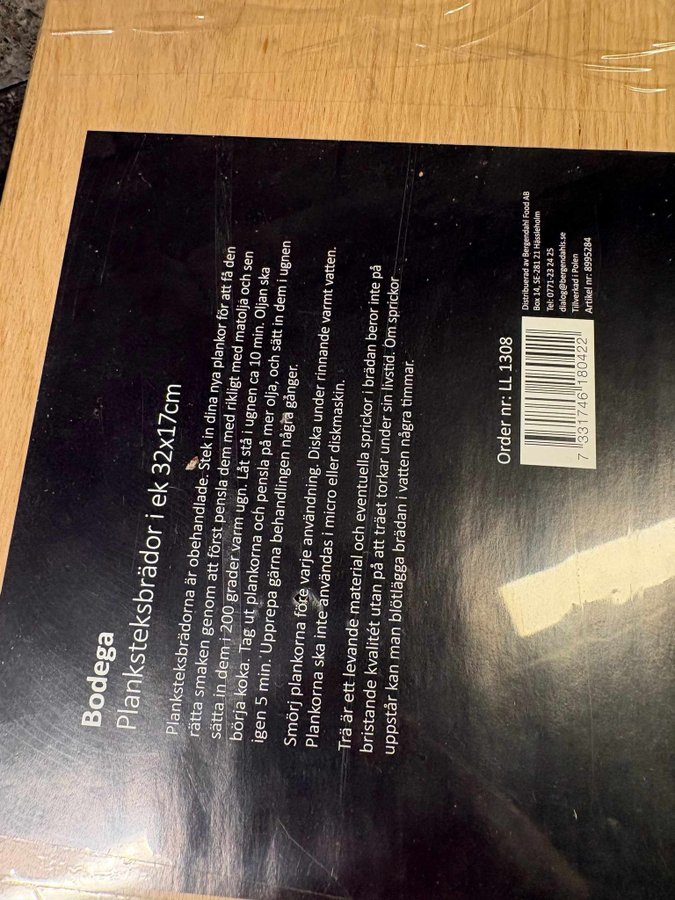 Bodega
Planksteksbrädor i ek 32x17cm
Planksteksbrädorna är obehandlade. Stek in dina nya plankor för att få den
rätta smaken genom att först pensla dem med rikligt med matolja och sen
sätta in dem i 200 grader varm ugn. Låt stå i ugnen ca 10 min. Oljan ska
börja koka. Tag ut plankorna och pensla på mer olja, och sätt in dem i ugnen
igen 5 min. Upprepa gärna behandlingen några gånger.
Smörj plankorna före varje användning. Diska under rinnande varmt vatten.
Plankorna ska inte användas i micro eller diskmaskin.
Trä är ett levande material och eventuella sprickor i brädan beror inte på
bristande kvalitét utan på att träet torkar under sin livstid. Om sprickor
uppstår kan man blötlägga brädan i vatten några timmar.
Order nr: LL 1308
7 331746 180422
Distribuerad av Bergendahl Food AB
Box 14, SE-281 21 Hässleholm
Tel: 0771-23 24 25
dialog@bergendahls.se
Tillverkad i Polen
Artikel nr: 8995284